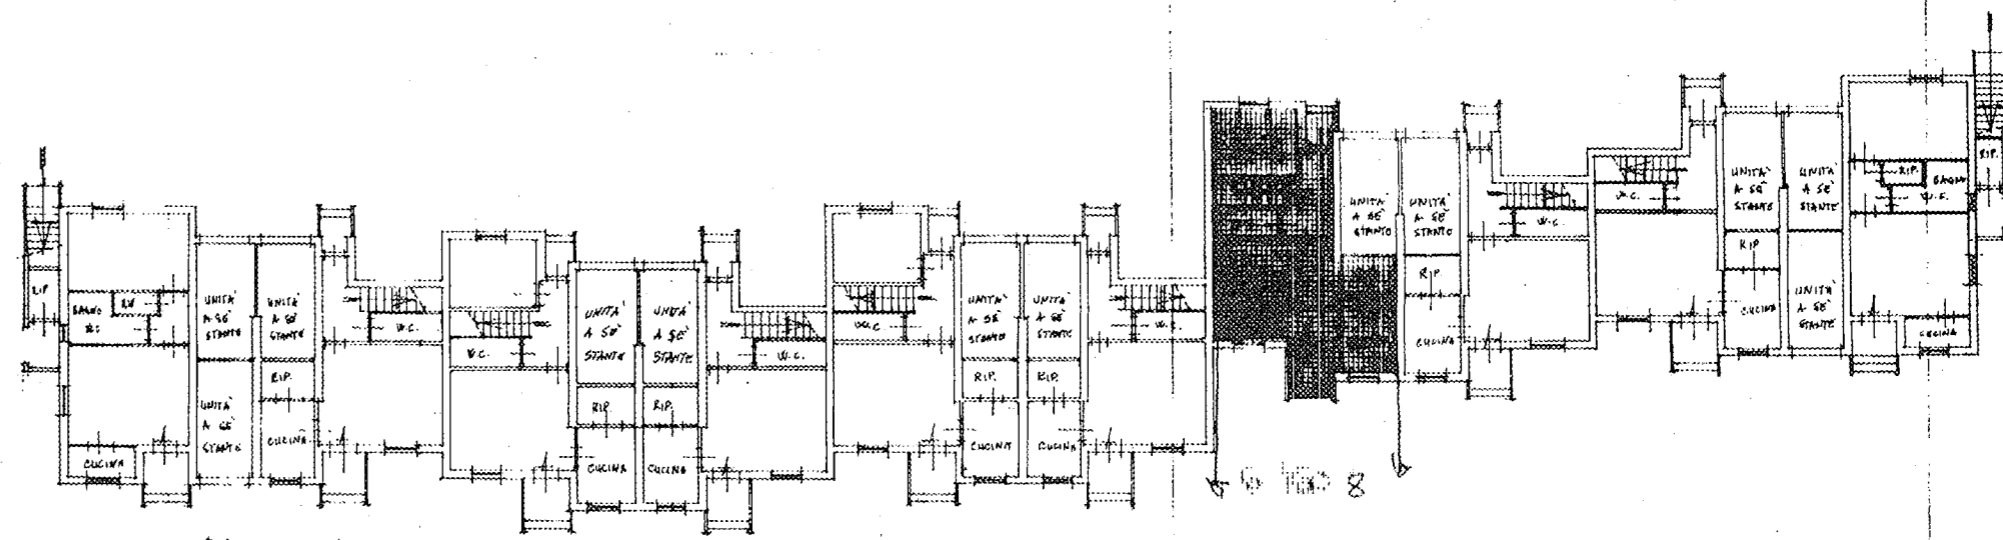 RIP
BAGNO
W.C
CUCINA
UNITA'
A SE'
STANTE
UNITA'
A SE'
STANTE
UNITA'
A SE'
STANTE
RIP.
CUCINA
W.C.
W.C.
UNITA'
A SE'
STANTE
UNITA'
A SE'
STANTE
RIP.
RIP.
CUCINA
CUCINA
W.C.
W.C.
UNITA'
A SE'
STANTE
UNITA'
A SE'
STANTE
RIP.
RIP.
CUCINA
CUCINA
W.C.
8
UNITA'
A SE'
STANTE
UNITA'
A SE'
STANTE
RIP.
CUCINA
W.C.
W.C.
UNITA'
A SE'
STANTE
UNITA'
A SE'
STANTE
RIP
CUCINA
UNITA'
A SE'
STANTE
RIP.
BAGNO
W.C.
CUCINA
RIP.